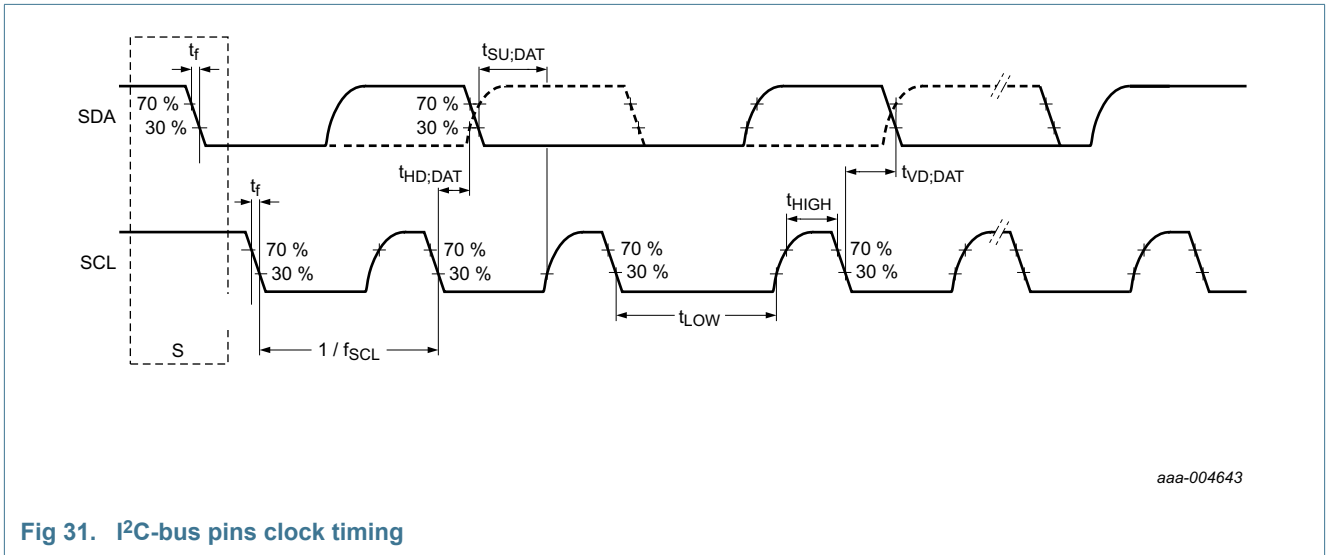 tf
tSU;DAT
SDA
70 %
30 %
70 %
30 %
tHD;DAT
tVD;DAT
tf
tHIGH
SCL
70 %
30 %
70 %
30 %
70 %
30 %
70 %
30 %
tLOW
S
1 / fSCL
aaa-004643
Fig 31. I²C-bus pins clock timing